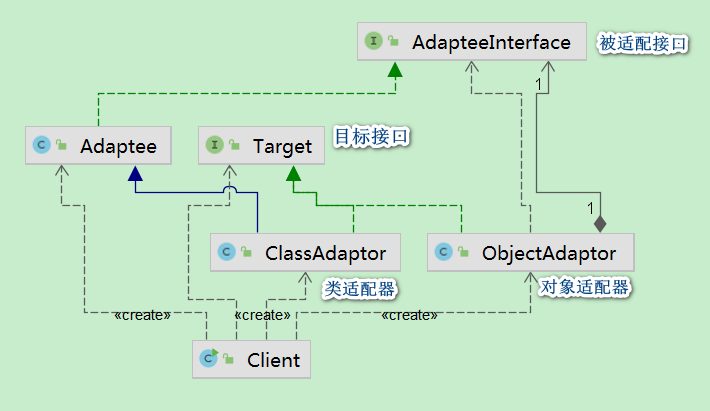 AdapteeInterface
被适配接口
1
Adaptee
Target
目标接口
1
ClassAdaptor
ObjectAdaptor
类适配器
对象适配器
«create»
«create»
«create»
Client